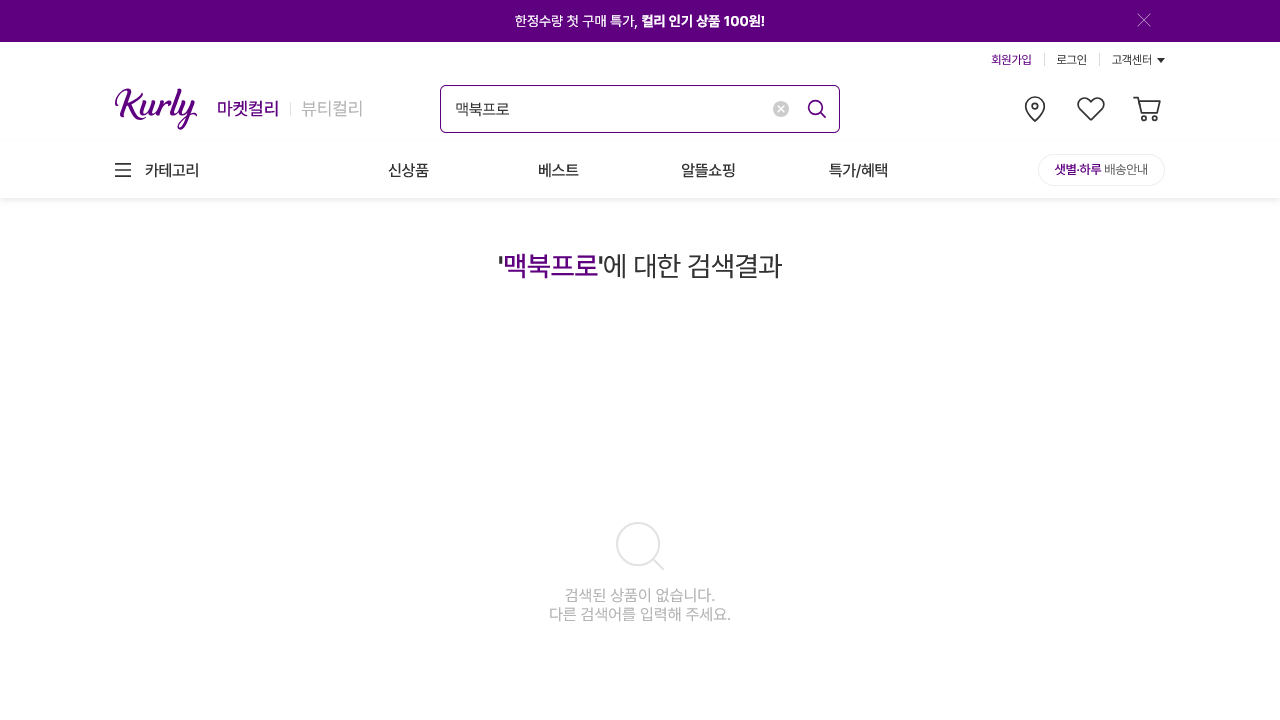 한정수량 첫 구매 특가, 컬리 인기 상품 100원!
회원가입 로그인 고객센터
Kurly 마켓컬리 뷰티컬리 맥북프로
카테고리 신상품 베스트 알뜰쇼핑 특가/혜택 샛별·하루 배송안내
'맥북프로'에 대한 검색결과
검색된 상품이 없습니다.
다른 검색어를 입력해 주세요.